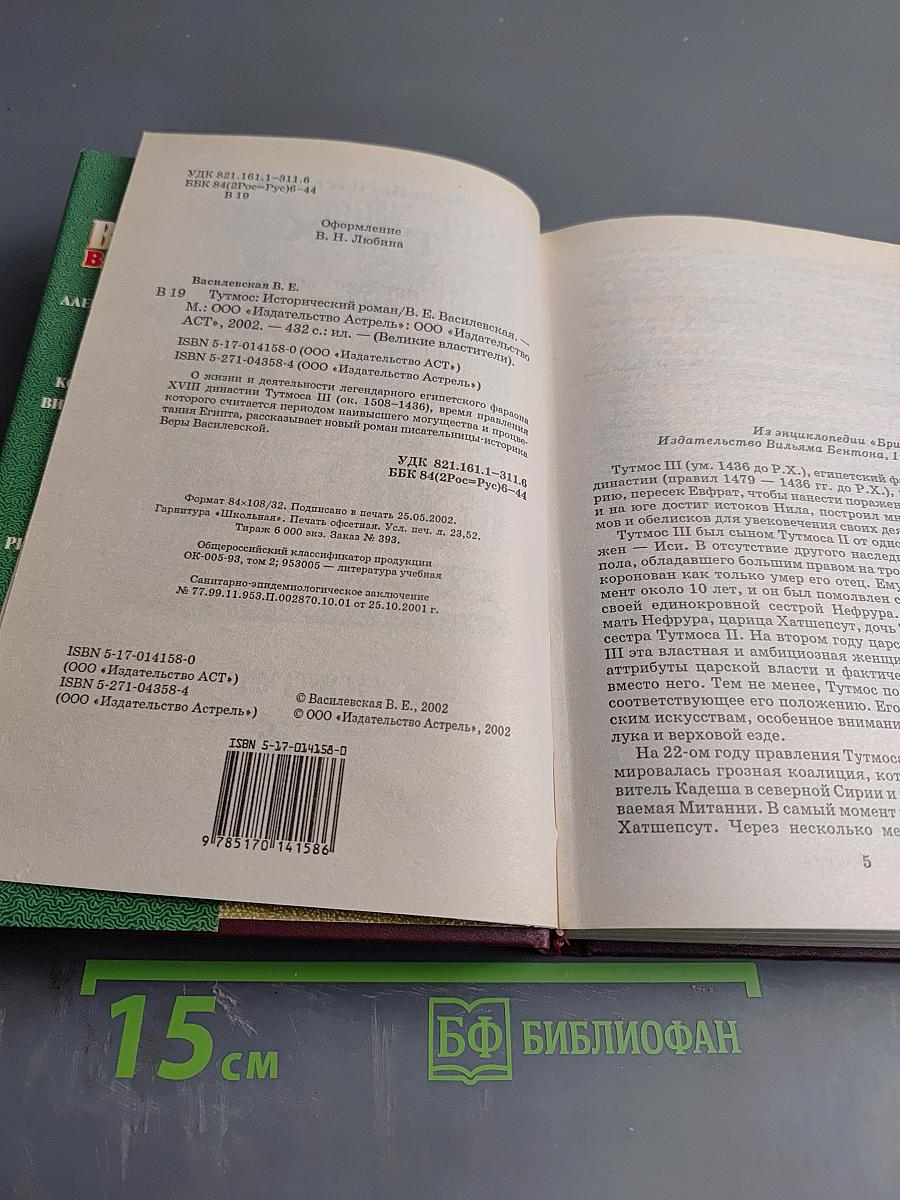 УДК 821.161.1–311.6
ББК 84(2Рос=Рус)6–44
В 19
Оформление
В. Н. Любина
Василевская В. Е.
В 19 Тутмос: Исторический роман/В. Е. Василевская. —
М.: ООО «Издательство Астрель»: ООО «Издательство
АСТ», 2002. — 432 с.: ил. — (Великие властители).
ISBN 5-17-014158-0 (ООО «Издательство АСТ»)
ISBN 5-271-04358-4 (ООО «Издательство Астрель»)
О жизни и деятельности легендарного египетского фараона
XVIII династии Тутмоса III (ок. 1508–1436), время правления
которого считается периодом наивысшего могущества и процве-
тания Египта, рассказывает новый роман писательницы-историка
Веры Василевской.
УДК 821.161.1–311.6
ББК 84(2Рос=Рус)6–44
Формат 84×108/32. Подписано в печать 25.05.2002.
Гарнитура «Школьная». Печать офсетная. Усл. печ. л. 23,52.
Тираж 6 000 экз. Заказ № 393.
Общероссийский классификатор продукции
ОК-005-93, том 2; 953005 — литература учебная
Санитарно-эпидемиологическое заключение
№ 77.99.11.953.П.002870.10.01 от 25.10.2001 г.
ISBN 5-17-014158-0
(ООО «Издательство АСТ»)
ISBN 5-271-04358-4
(ООО «Издательство Астрель»)
© Василевская В. Е., 2002
© ООО «Издательство Астрель», 2002
ISBN 5-17-014158-0
9 785170 141586
Из энциклопедии «Бри
Издательство Вильяма Бентона, 1
Тутмос III (ум. 1436 до Р.Х.), египетский ф
династии (правил 1479 — 1436 гг. до Р.Х.),
рию, пересек Евфрат, чтобы нанести поражен
и на юге достиг истоков Нила, построил мн
мов и обелисков для увековечения своих дея
Тутмос III был сыном Тутмоса II от одно
жен — Иси. В отсутствие другого наслед
пола, обладавшего большим правом на тро
коронован как только умер его отец. Ему
мент около 10 лет, и он был помолвлен с
своей единокровной сестрой Нефрура.
мать Нефрура, царица Хатшепсут, дочь
сестра Тутмоса II. На втором году царс
III эта властная и амбициозная женщи
аттрибуты царской власти и фактиче
вместо него. Тем не менее, Тутмос по
соответствующее его положению. Его
ским искусствам, особенное внимани
лука и верховой езде.
На 22-ом году правления Тутмоса
мировалась грозная коалиция, кот
витель Кадеша в северной Сирии и
ваемая Митанни. В самый момент
Хатшепсут. Через несколько ме
5
15 см
БФ БИБЛИОФАН